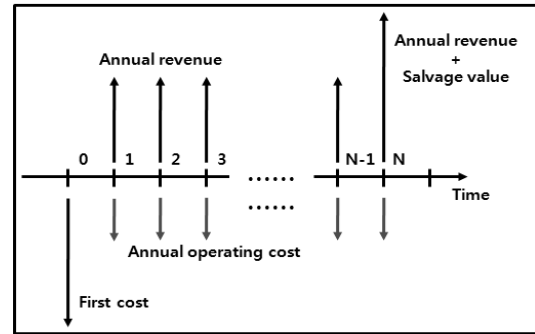 Annual revenue
+
Salvage value
Annual revenue
0 1 2 3 ...... N-1 N
Time
......
Annual operating cost
First cost